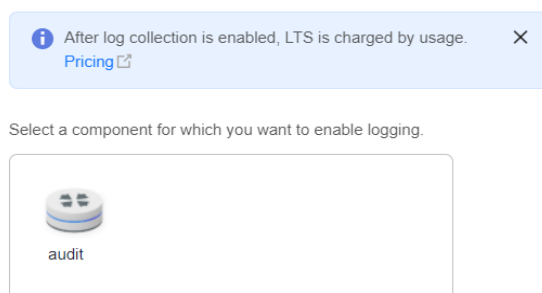 After log collection is enabled, LTS is charged by usage.
Pricing
Select a component for which you want to enable logging.
audit